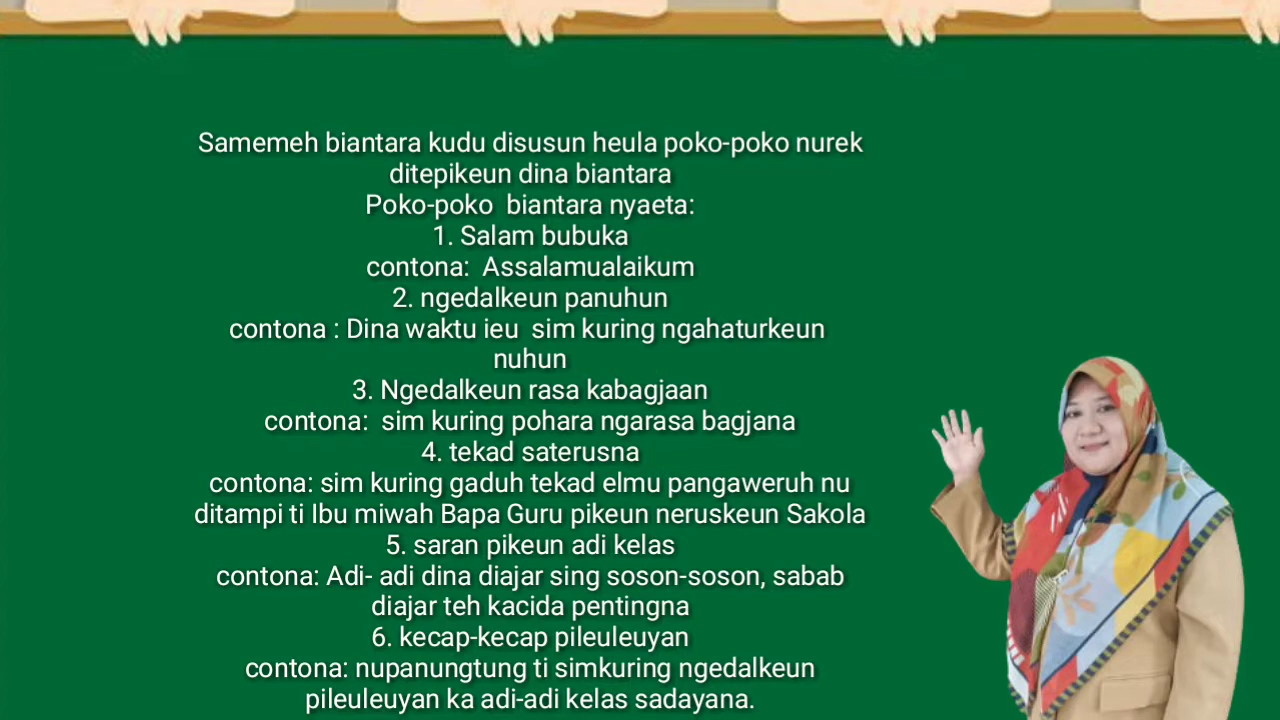 Samemeh biantara kudu disusun heula poko-poko nurek
ditepikeun dina biantara
Poko-poko  biantara nyaeta:
1. Salam bubuka
contona:  Assalamualaikum
2. ngedalkeun panuhun
contona : Dina waktu ieu  sim kuring ngahaturkeun
nuhun
3. Ngedalkeun rasa kabagjaan
contona:  sim kuring pohara ngarasa bagjana
4. tekad saterusna
contona: sim kuring gaduh tekad elmu pangaweruh nu
ditampi ti Ibu miwah Bapa Guru pikeun neruskeun Sakola
5. saran pikeun adi kelas
contona: Adi- adi dina diajar sing soson-soson, sabab
diajar teh kacida pentingna
6. kecap-kecap pileuleuyan
contona: nupanungtung ti simkuring ngedalkeun
pileuleuyan ka adi-adi kelas sadayana.